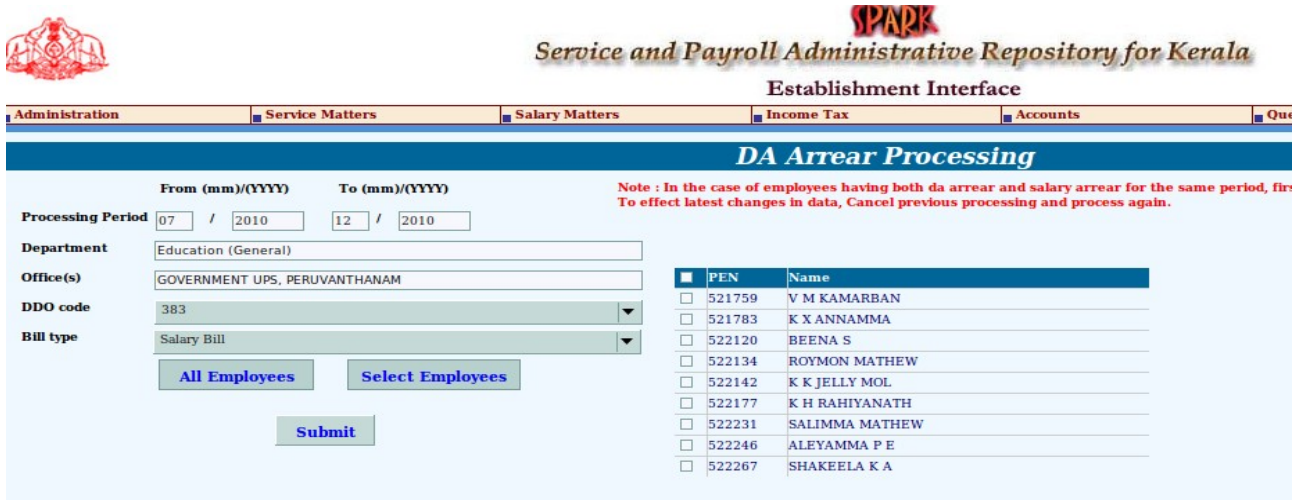 SPARK
Service and Payroll Administrative Repository for Kerala
Establishment Interface
Administration Service Matters Salary Matters Income Tax Accounts
DA Arrear Processing
From (mm)/(YYYY) To (mm)/(YYYY)
Note : In the case of employees having both da arrear and salary arrear for the same period,
To effect latest changes in data, Cancel previous processing and process again.
Processing Period 07 / 2010 12 / 2010
Department Education (General)
Office(s) GOVERNMENT UPS, PERUVANTHANAM
DDO code 383
Bill type Salary Bill
All Employees Select Employees
Submit
PEN Name
521759 V M KAMARBAN
521783 K X ANNAMMA
522120 BEENA S
522134 ROYMON MATHEW
522142 K K JELLY MOL
522177 K H RAHIYANATH
522231 SALIMMA MATHEW
522246 ALEYAMMA P E
522267 SHAKEELA K A